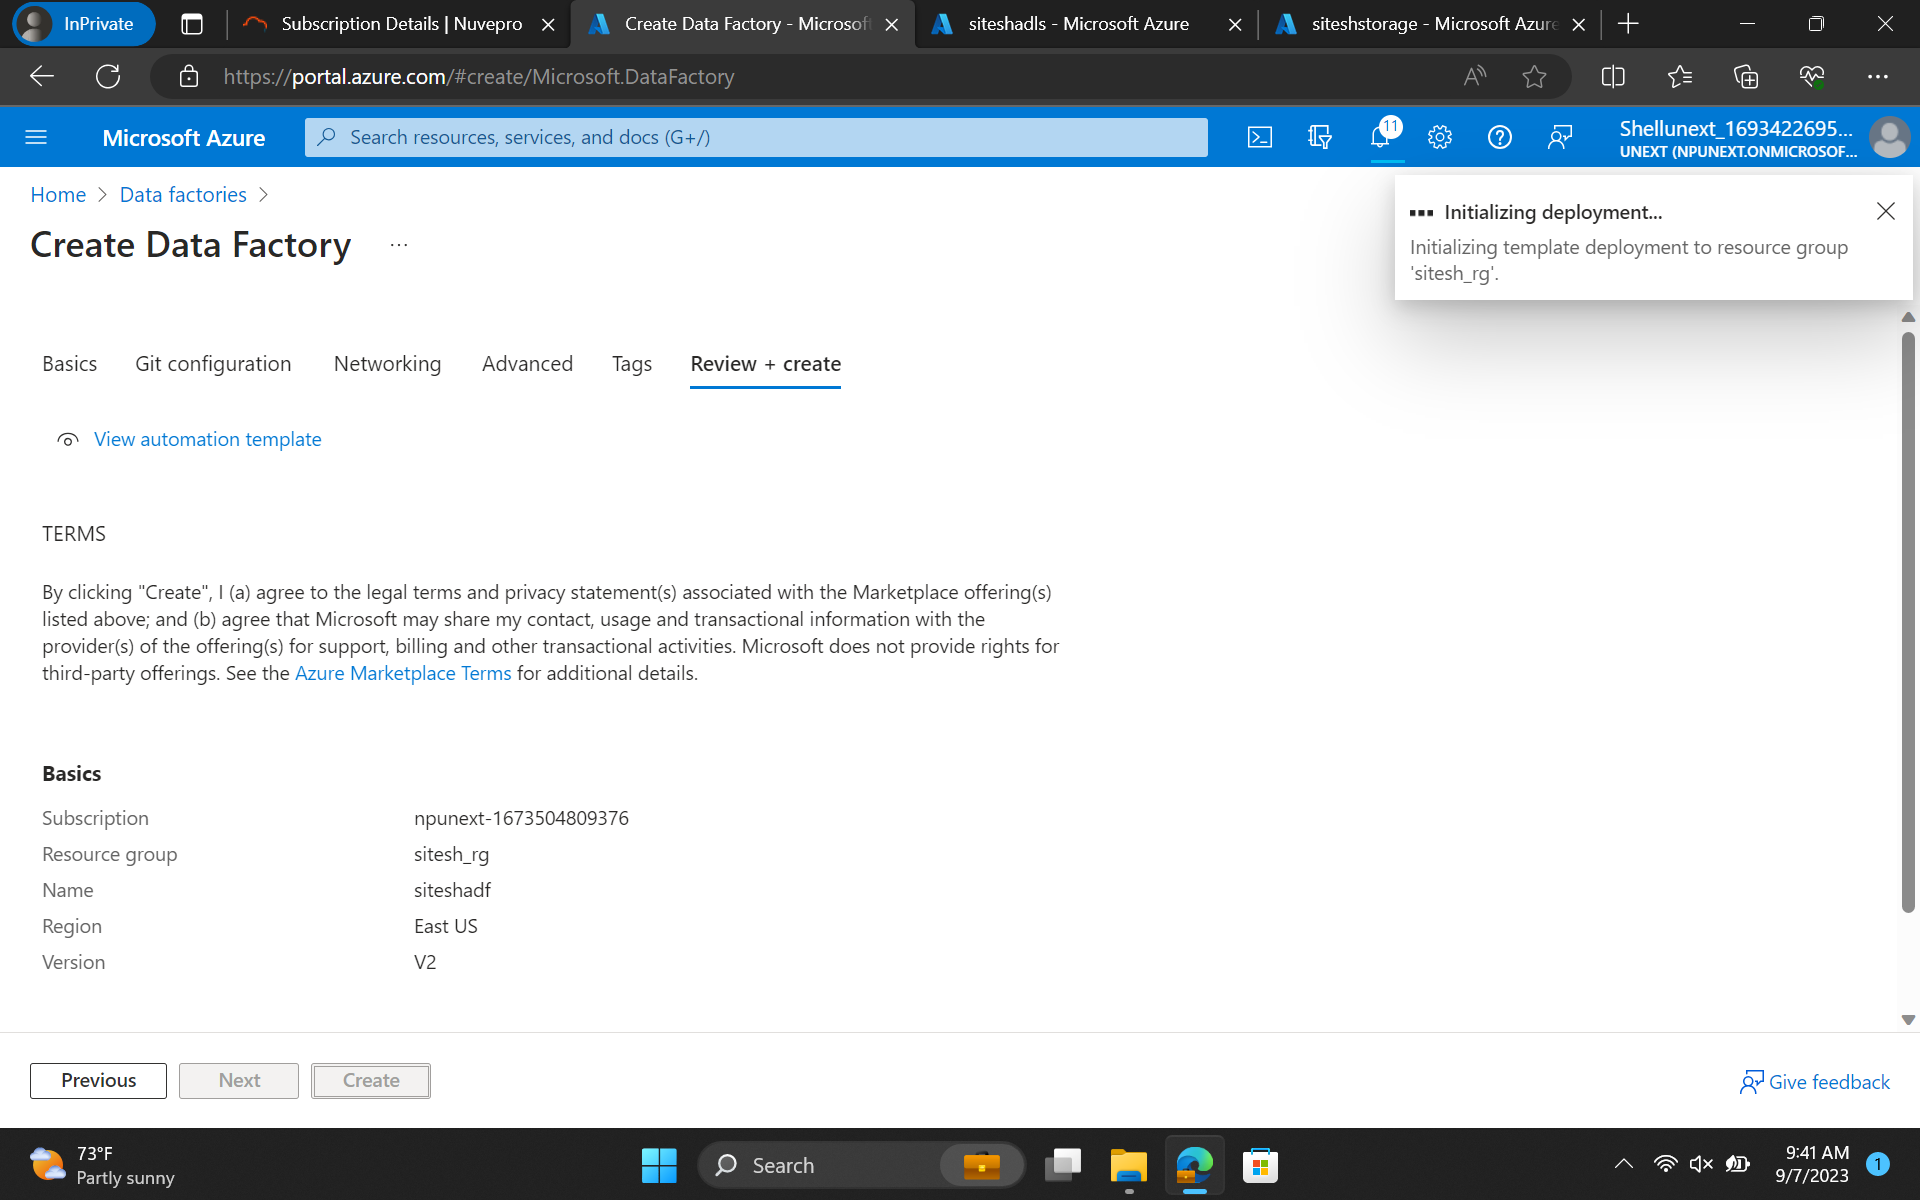 InPrivate
Subscription Details | Nuvepro
Create Data Factory - Microsoft
siteshadls - Microsoft Azure
siteshstorage - Microsoft Azure
https://portal.azure.com/#create/Microsoft.DataFactory
Microsoft Azure
Search resources, services, and docs (G+/)
11
Shellunext_1693422695...
UNEXT (NPUNEXT.ONMICROSOF...
Home > Data factories >
Create Data Factory ...
Initializing deployment...
Initializing template deployment to resource group
'sitesh_rg'.
Basics Git configuration Networking Advanced Tags Review + create
View automation template
TERMS
By clicking "Create", I (a) agree to the legal terms and privacy statement(s) associated with the Marketplace offering(s)
listed above; and (b) agree that Microsoft may share my contact, usage and transactional information with the
provider(s) of the offering(s) for support, billing and other transactional activities. Microsoft does not provide rights for
third-party offerings. See the Azure Marketplace Terms for additional details.
Basics
Subscription npunext-1673504809376
Resource group sitesh_rg
Name siteshadf
Region East US
Version V2
Previous Next Create
Give feedback
73°F
Partly sunny
Search
9:41 AM
9/7/2023
1